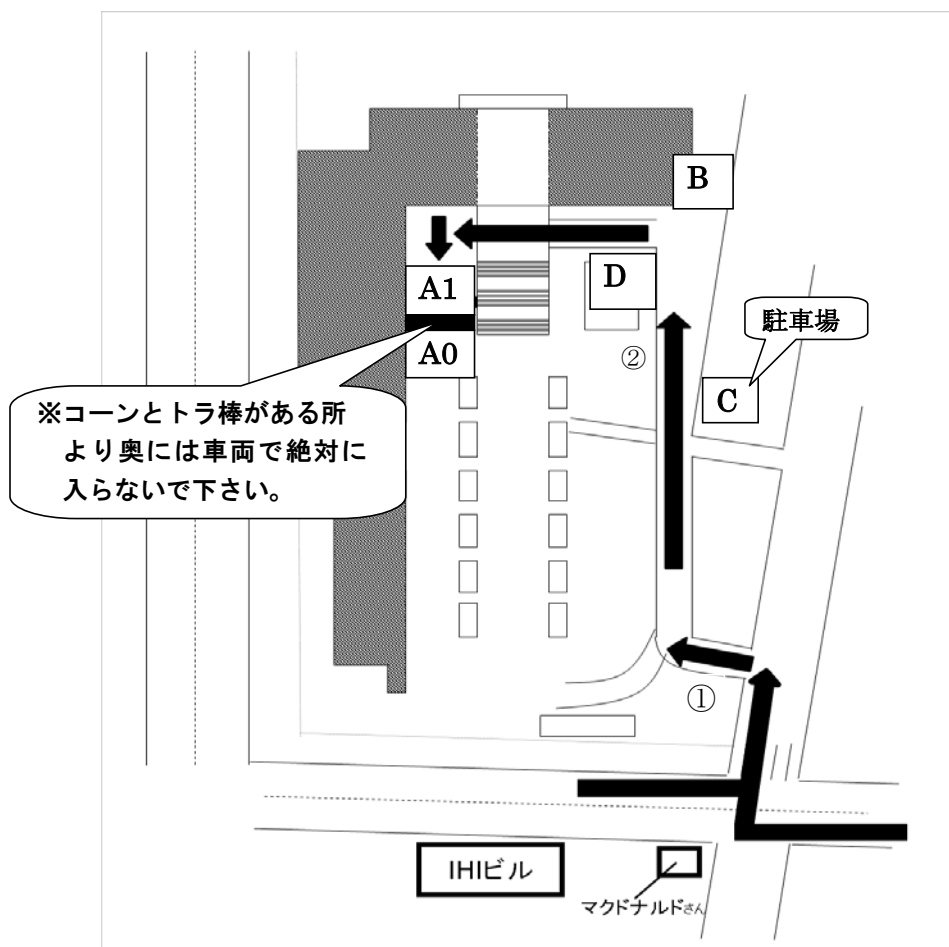 B
D
A1
駐車場
A0
②
C
※コーンとトラ棒がある所
より奥には車両で絶対に
入らないで下さい。
①
IHIビル
マクドナルドさん